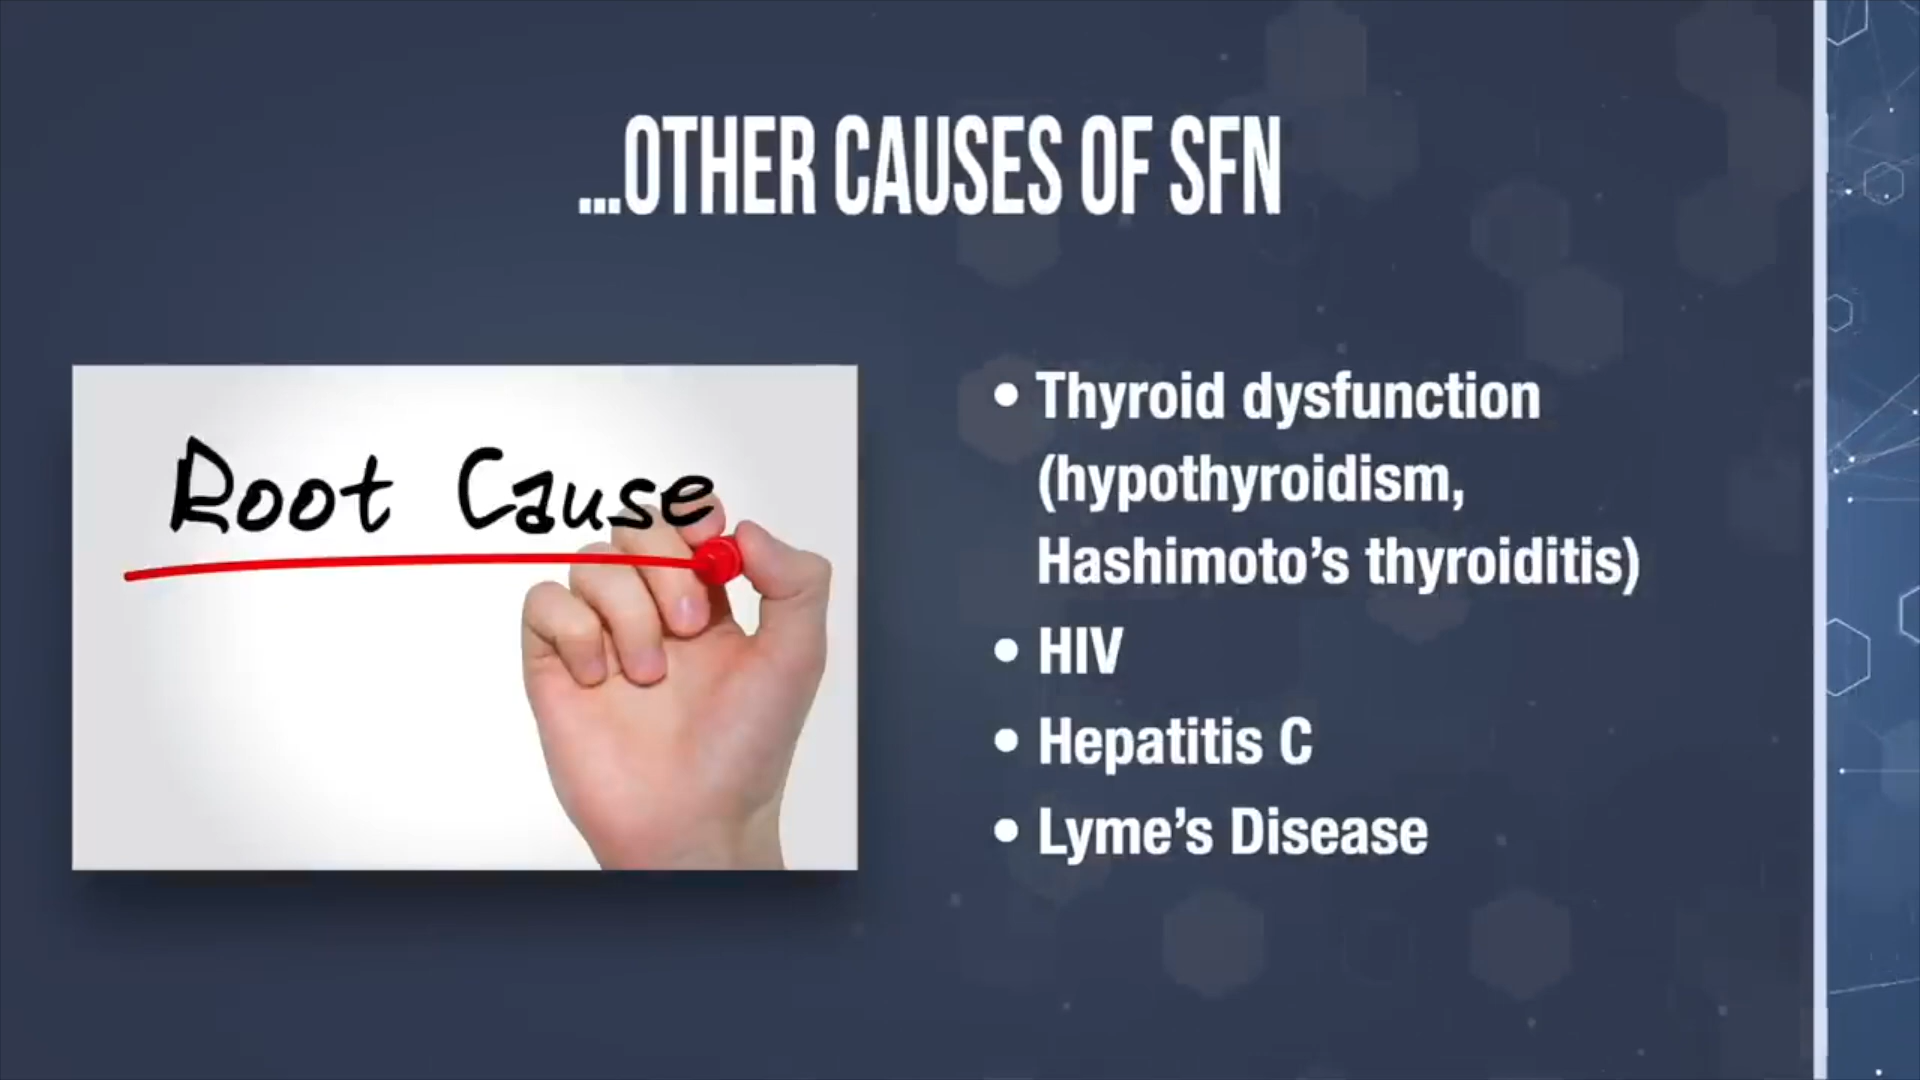 ...OTHER CAUSES OF SFN
Root Cause
• Thyroid dysfunction
(hypothyroidism,
Hashimoto’s thyroiditis)
• HIV
• Hepatitis C
• Lyme’s Disease